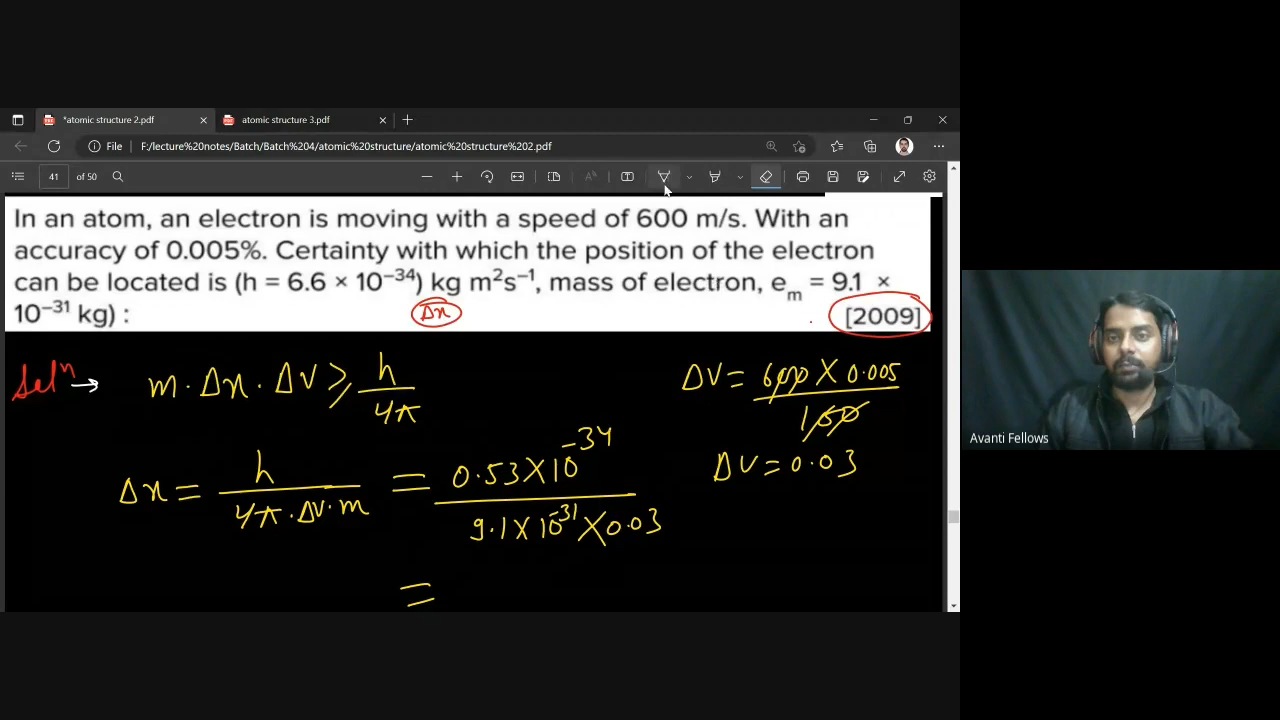 *atomic structure 2.pdf
atomic structure 3.pdf
File
F:/lecture%20notes/Batch/Batch%204/atomic%20structure/atomic%20structure%202.pdf
41 of 50
In an atom, an electron is moving with a speed of 600 m/s. With an
accuracy of 0.005%. Certainty with which the position of the electron
can be located is (h = 6.6 × 10⁻³⁴) kg m²s⁻¹, mass of electron, eₘ = 9.1 ×
10⁻³¹ kg) : Δx [2009]
Solⁿ → m · Δx · ΔV ≥ h/4π
ΔV = 600 X 0.005 / 100
Δx = h / 4π · ΔV · m = 0.53 X 10⁻³⁴ / 9.1 X 10⁻³¹ X 0.03
ΔV = 0.03
=
Avanti Fellows